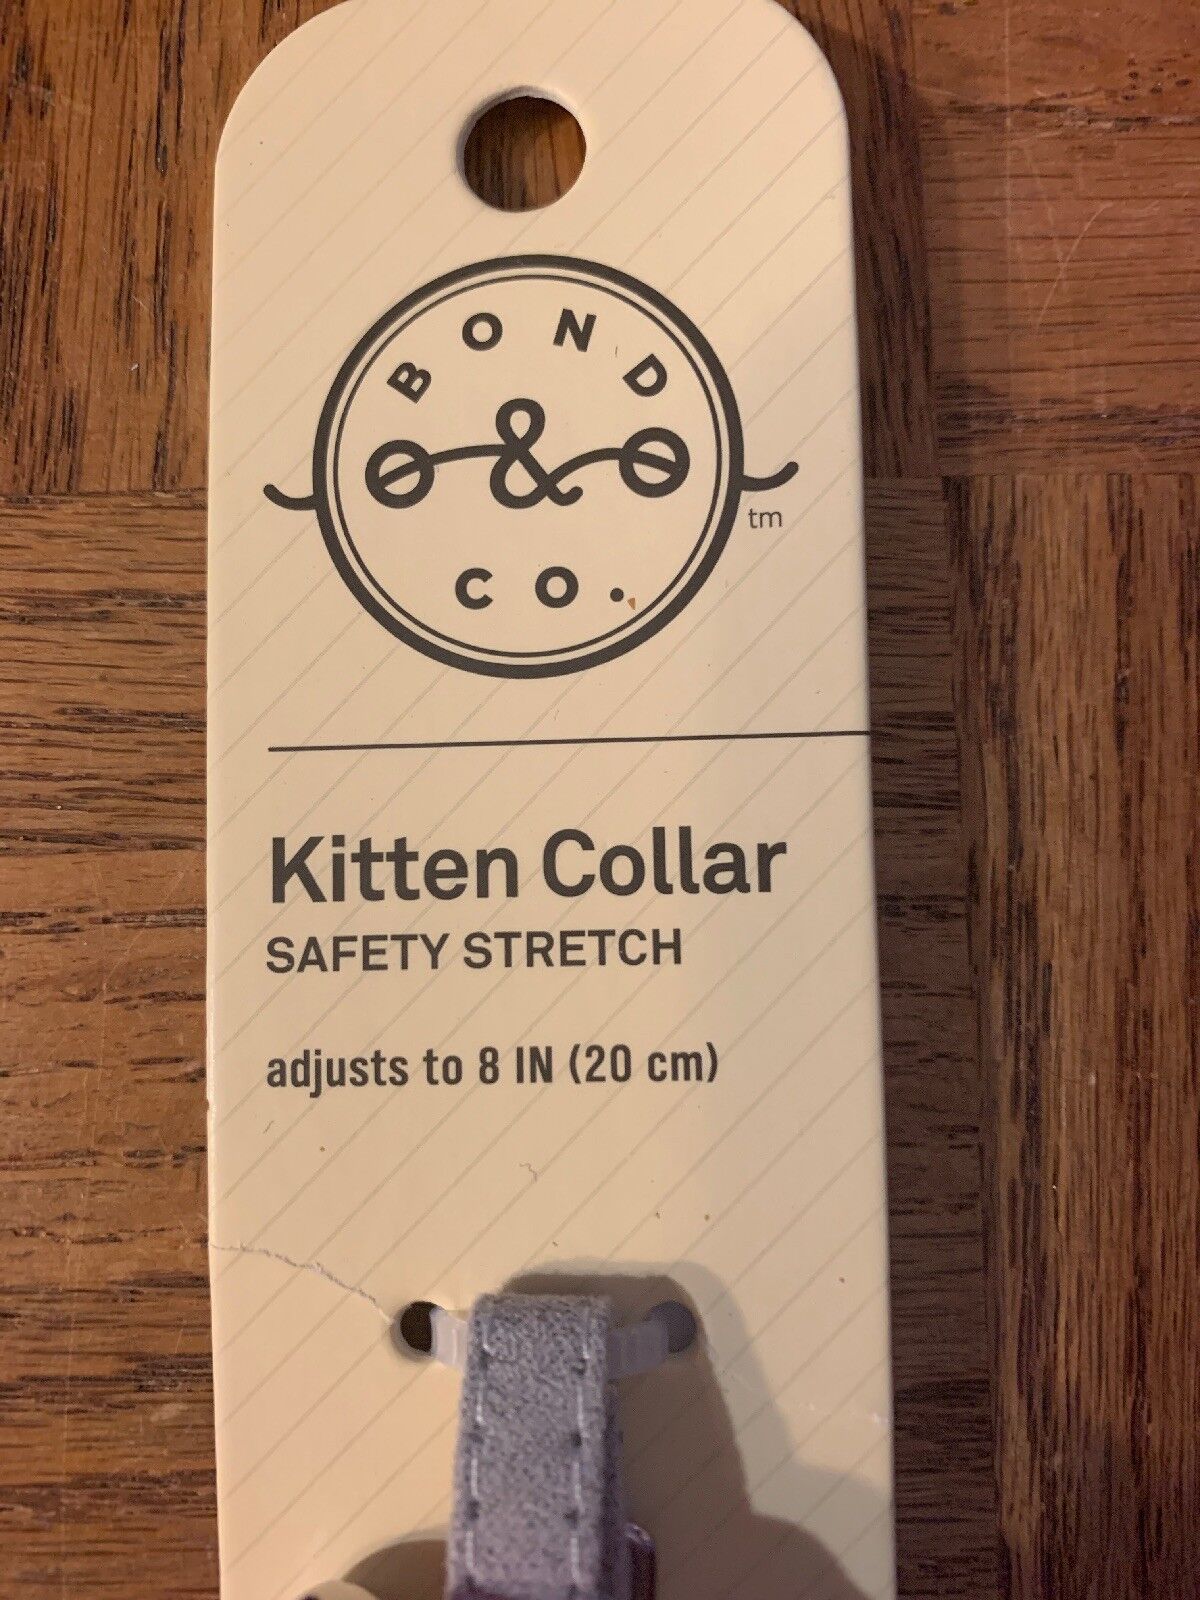 BOND
&
CO.
tm
Kitten Collar
SAFETY STRETCH
adjusts to 8 IN (20 cm)